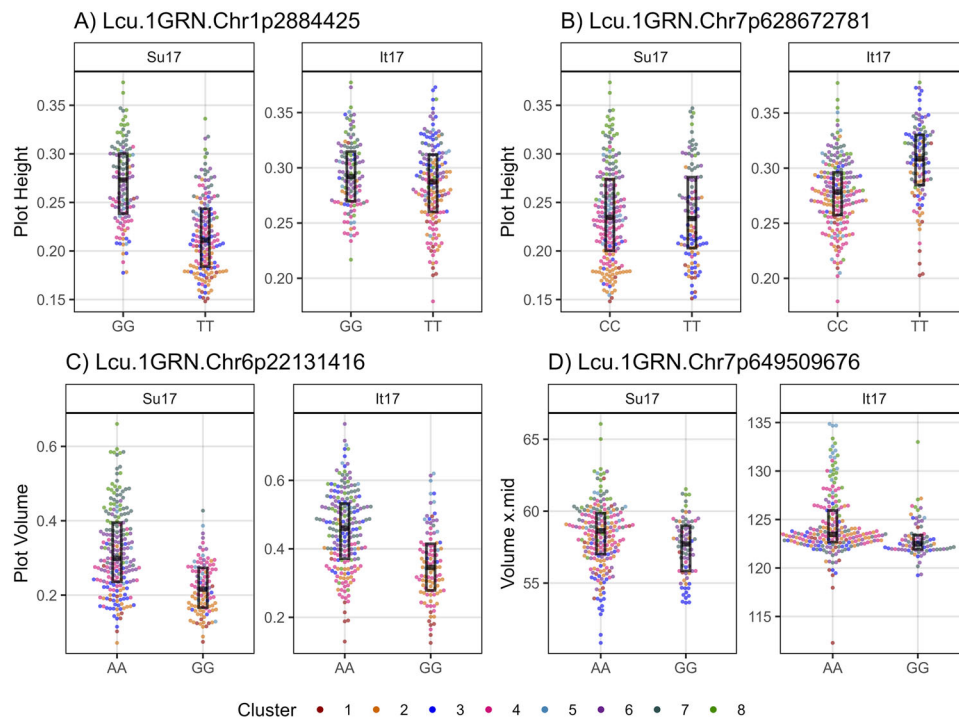 A) Lcu.1GRN.Chr1p2884425
B) Lcu.1GRN.Chr7p628672781
Su17
It17
Su17
It17
Plot Height
0.35
0.30
0.25
0.20
0.15
0.35
0.30
0.25
0.20
GG
TT
GG
TT
Plot Height
0.35
0.30
0.25
0.20
0.15
0.35
0.30
0.25
0.20
CC
TT
CC
TT
C) Lcu.1GRN.Chr6p22131416
D) Lcu.1GRN.Chr7p649509676
Su17
It17
Su17
It17
Plot Volume
0.6
0.4
0.2
0.6
0.4
0.2
AA
GG
AA
GG
Volume x.mid
65
60
55
135
130
125
120
115
AA
GG
AA
GG
Cluster 1 2 3 4 5 6 7 8